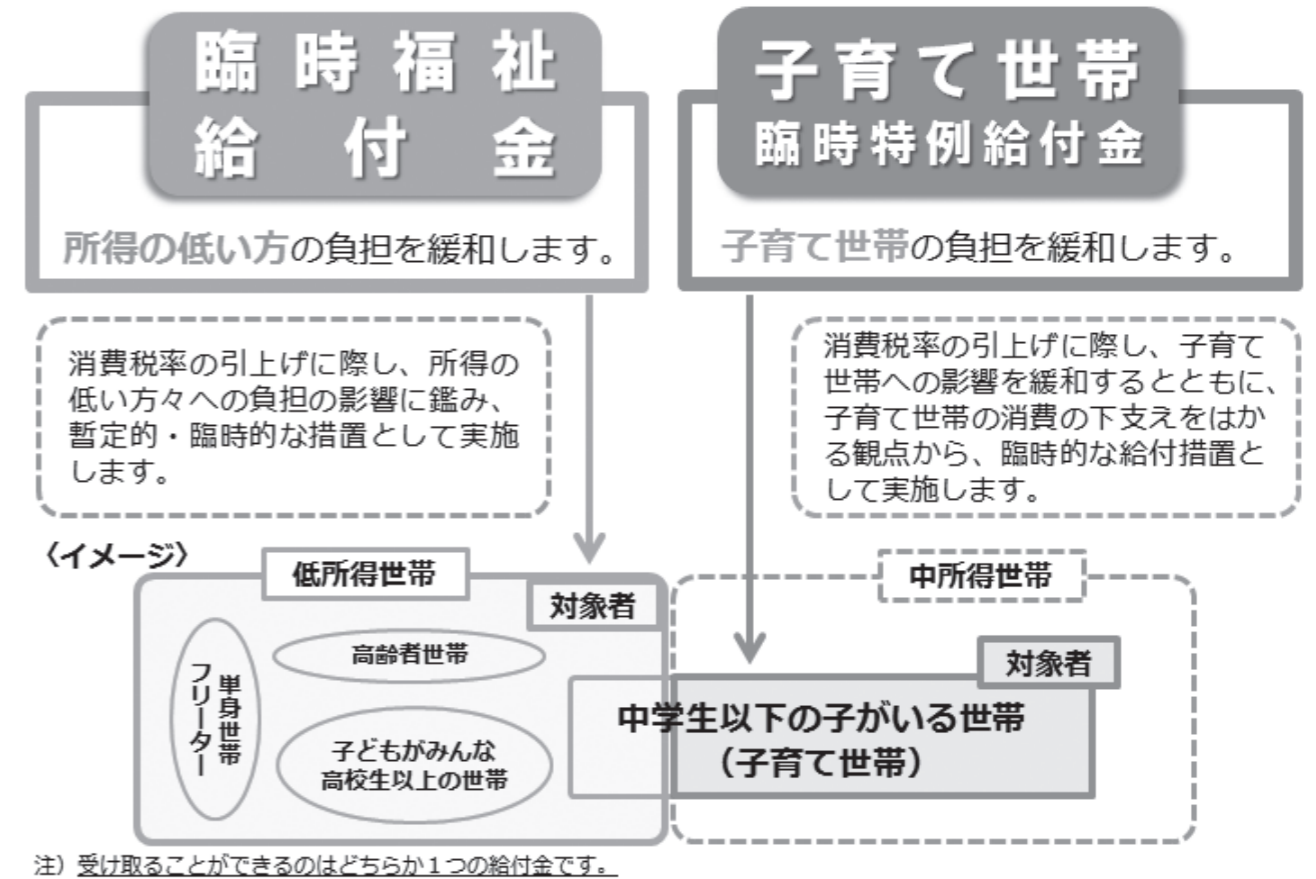 臨時福祉
給付金
所得の低い方の負担を緩和します。
消費税率の引上げに際し、所得の
低い方々への負担の影響に鑑み、
暫定的・臨時的な措置として実施
します。
子育て世帯
臨時特例給付金
子育て世帯の負担を緩和します。
消費税率の引上げに際し、子育て
世帯への影響を緩和するとともに、
子育て世帯の消費の下支えをはか
る観点から、臨時的な給付措置と
して実施します。
〈イメージ〉
低所得世帯
対象者
単身世帯
フリーター
高齢者世帯
子どもがみんな
高校生以上の世帯
中所得世帯
対象者
中学生以下の子がいる世帯
（子育て世帯）
注）受け取ることができるのはどちらか１つの給付金です。